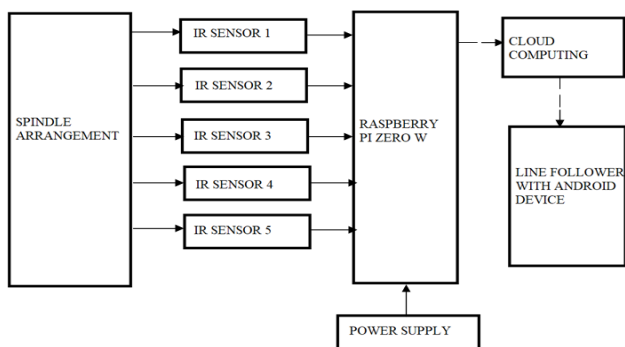 SPINDLE
ARRANGEMENT
IR SENSOR 1
IR SENSOR 2
IR SENSOR 3
IR SENSOR 4
IR SENSOR 5
RASPBERRY
PI ZERO W
CLOUD
COMPUTING
LINE FOLLOWER
WITH ANDROID
DEVICE
POWER SUPPLY